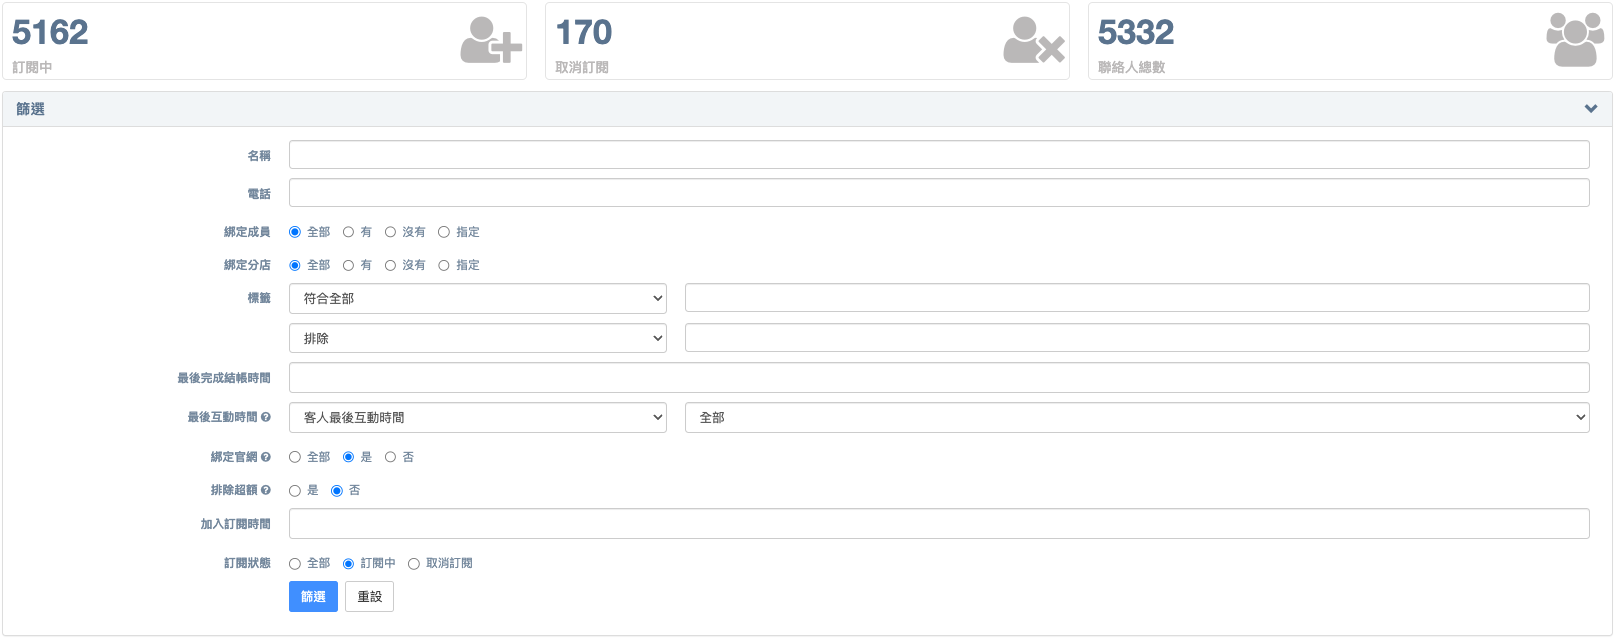 5162
訂閱中
170
取消訂閱
5332
聯絡人總數
篩選
名稱
電話
綁定成員 全部 有 沒有 指定
綁定分店 全部 有 沒有 指定
標籤 符合全部
排除
最後完成結帳時間
最後互動時間 客人最後互動時間 全部
綁定官網 全部 是 否
排除超額 是 否
加入訂閱時間
訂閱狀態 全部 訂閱中 取消訂閱
篩選 重設